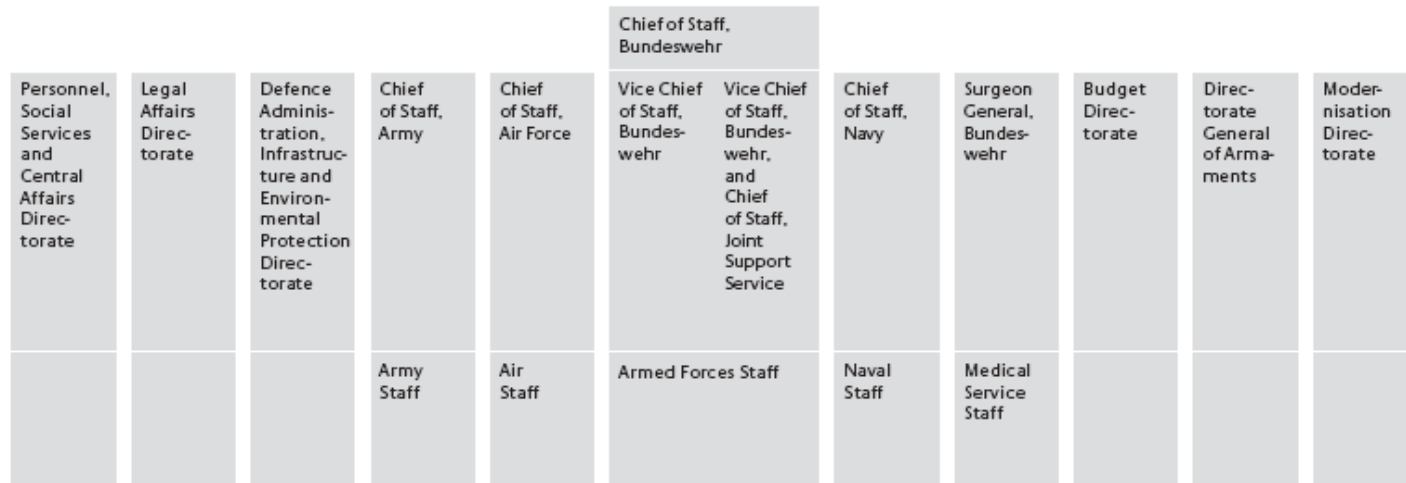 Chief of Staff,
Bundeswehr
Personnel,
Social
Services
and
Central
Affairs
Direc-
torate
Legal
Affairs
Direc-
torate
Defence
Adminis-
tration,
Infrastruc-
ture and
Environ-
mental
Protection
Direc-
torate
Chief
of Staff,
Army
Chief
of Staff,
Air Force
Vice Chief
of Staff,
Bundes-
wehr
Vice Chief
of Staff,
Bundes-
wehr,
and
Chief
of Staff,
Joint
Support
Service
Chief
of Staff,
Navy
Surgeon
General,
Bundes-
wehr
Budget
Direc-
torate
Direc-
torate
General
of Arma-
ments
Moder-
nisation
Direc-
torate
Army
Staff
Air
Staff
Armed Forces Staff
Naval
Staff
Medical
Service
Staff